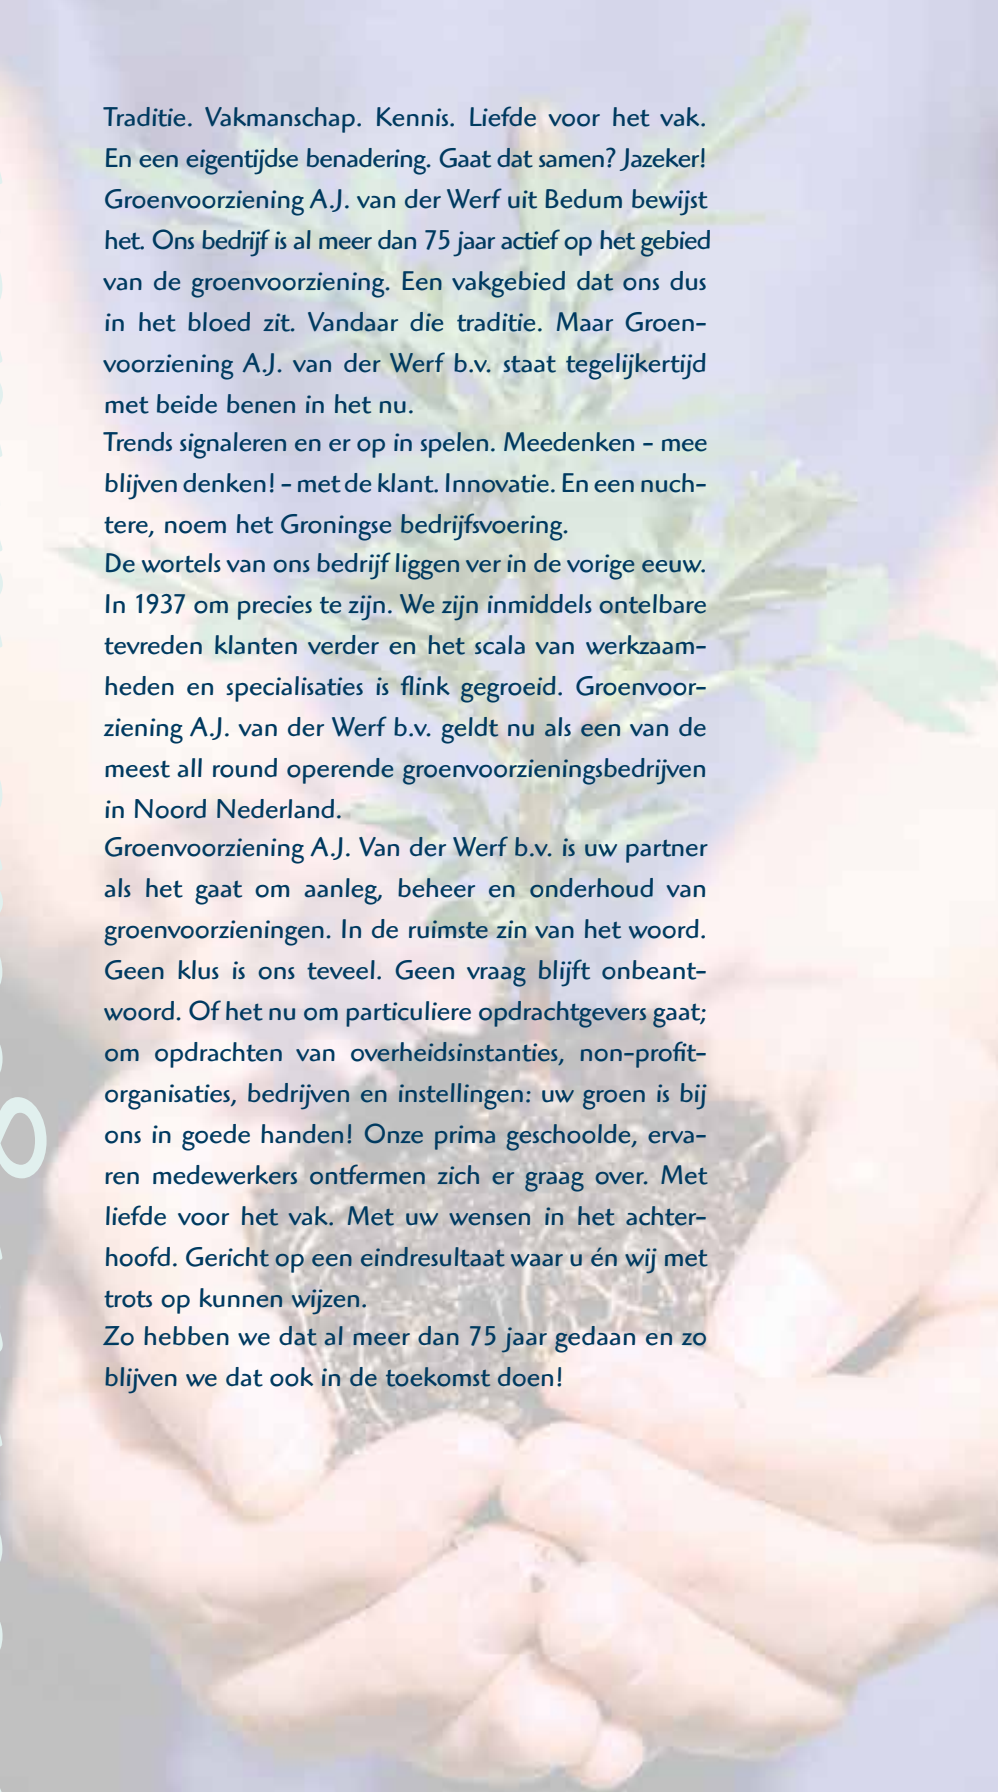 Traditie. Vakmanschap. Kennis. Liefde voor het vak.
En een eigentijdse benadering. Gaat dat samen? Jazeker!
Groenvoorziening A.J. van der Werf uit Bedum bewijst
het. Ons bedrijf is al meer dan 75 jaar actief op het gebied
van de groenvoorziening. Een vakgebied dat ons dus
in het bloed zit. Vandaar die traditie. Maar Groen-
voorziening A.J. van der Werf b.v. staat tegelijkertijd
met beide benen in het nu.
Trends signaleren en er op in spelen. Meedenken - mee
blijven denken! - met de klant. Innovatie. En een nuch-
tere, noem het Groningse bedrijfsvoering.
De wortels van ons bedrijf liggen ver in de vorige eeuw.
In 1937 om precies te zijn. We zijn inmiddels ontelbare
tevreden klanten verder en het scala van werkzaam-
heden en specialisaties is flink gegroeid. Groenvoor-
ziening A.J. van der Werf b.v. geldt nu als een van de
meest all round operende groenvoorzieningsbedrijven
in Noord Nederland.
Groenvoorziening A.J. Van der Werf b.v. is uw partner
als het gaat om aanleg, beheer en onderhoud van
groenvoorzieningen. In de ruimste zin van het woord.
Geen klus is ons teveel. Geen vraag blijft onbeant-
woord. Of het nu om particuliere opdrachtgevers gaat;
om opdrachten van overheidsinstanties, non-profit-
organisaties, bedrijven en instellingen: uw groen is bij
ons in goede handen! Onze prima geschoolde, erva-
ren medewerkers ontfermen zich er graag over. Met
liefde voor het vak. Met uw wensen in het achter-
hoofd. Gericht op een eindresultaat waar u én wij met
trots op kunnen wijzen.
Zo hebben we dat al meer dan 75 jaar gedaan en zo
blijven we dat ook in de toekomst doen!